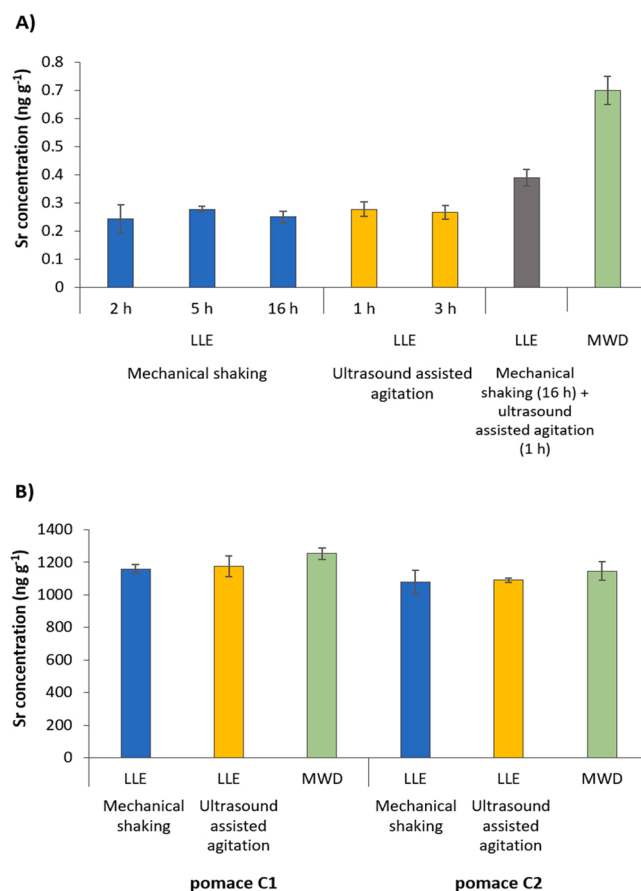 A)
Sr concentration (ng g-1)
0.8
0.7
0.6
0.5
0.4
0.3
0.2
0.1
0
2 h 5 h 16 h 1 h 3 h
LLE LLE LLE MWD
Mechanical shaking
Ultrasound assisted
agitation
Mechanical
shaking (16 h) +
ultrasound
assisted agitation
(1 h)
B)
Sr concentration (ng g-1)
1400
1200
1000
800
600
400
200
0
LLE LLE MWD LLE LLE MWD
Mechanical
shaking
Ultrasound
assisted
agitation
Mechanical
shaking
Ultrasound
assisted
agitation
pomace C1 pomace C2